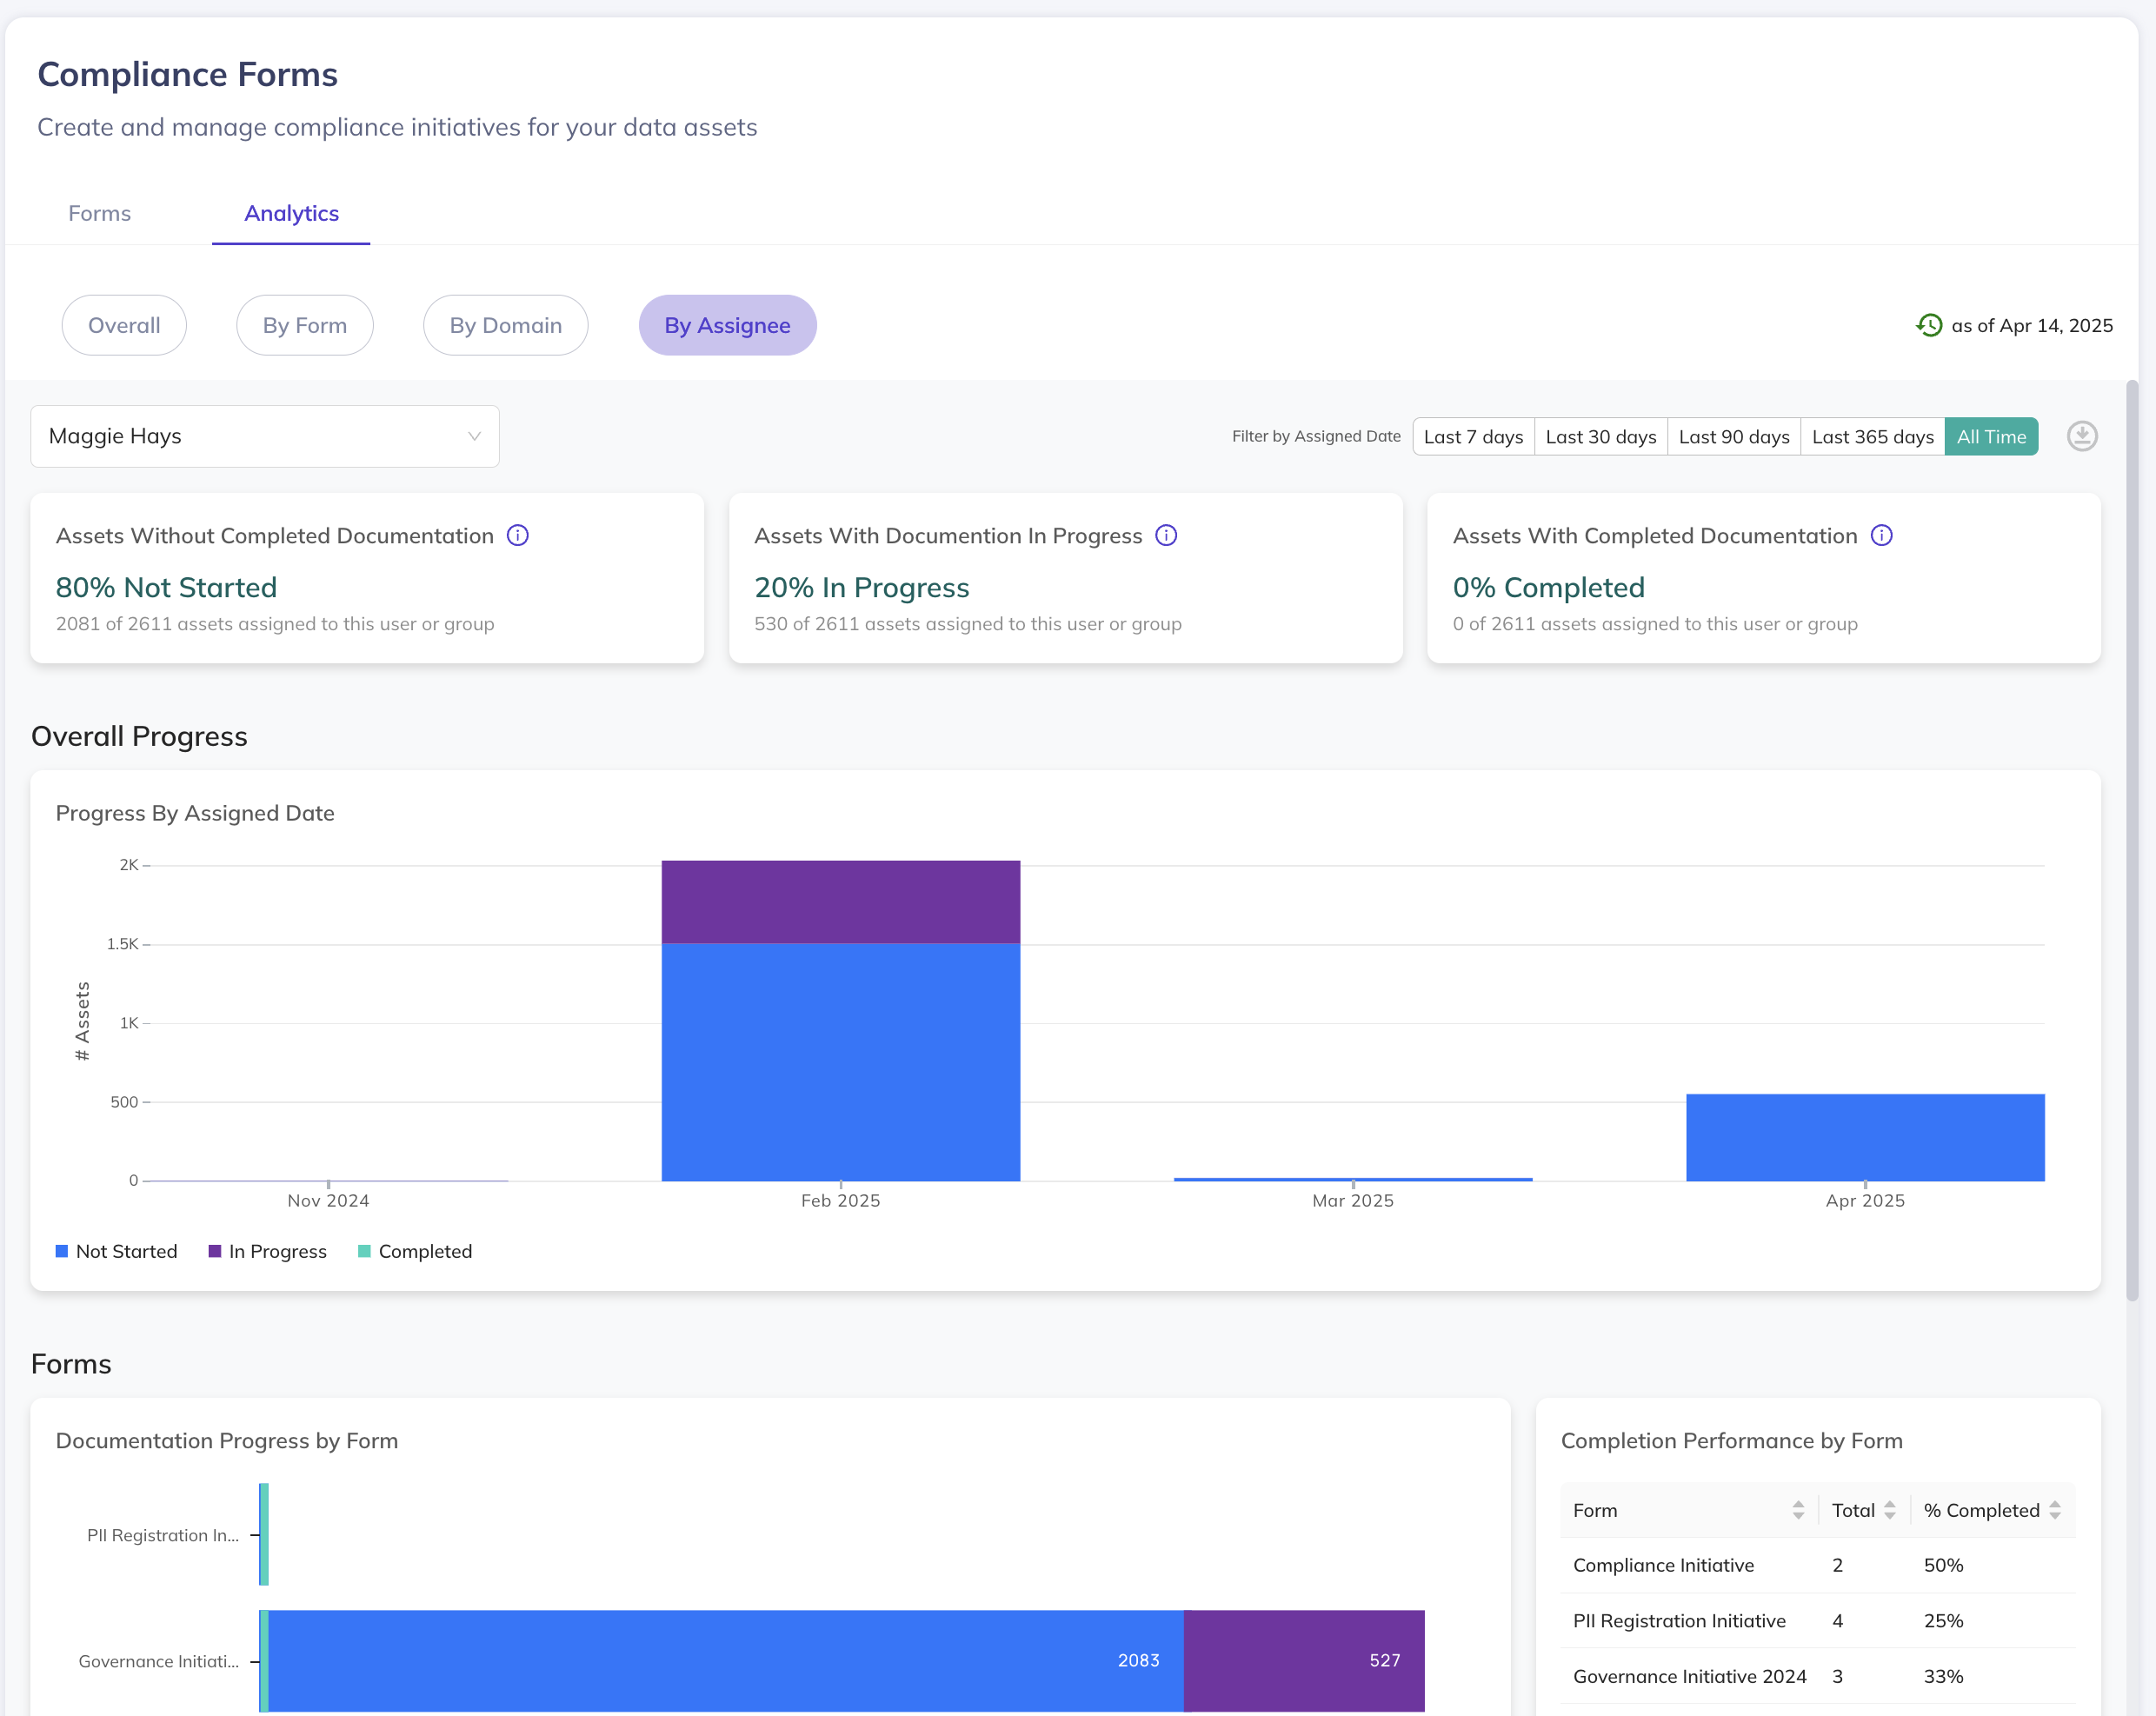 Compliance Forms
Create and manage compliance initiatives for your data assets
Forms
Analytics
Overall
By Form
By Domain
By Assignee
as of Apr 14, 2025
Maggie Hays
Filter by Assigned Date
Last 7 days
Last 30 days
Last 90 days
Last 365 days
All Time
Assets Without Completed Documentation
80% Not Started
2081 of 2611 assets assigned to this user or group
Assets With Documention In Progress
20% In Progress
530 of 2611 assets assigned to this user or group
Assets With Completed Documentation
0% Completed
0 of 2611 assets assigned to this user or group
Overall Progress
Progress By Assigned Date
# Assets
2K
1.5K
1K
500
0
Nov 2024
Feb 2025
Mar 2025
Apr 2025
Not Started
In Progress
Completed
Forms
Documentation Progress by Form
PII Registration In...
Governance Initiati...
2083
527
Completion Performance by Form
Form Total % Completed
Compliance Initiative 2 50%
PII Registration Initiative 4 25%
Governance Initiative 2024 3 33%